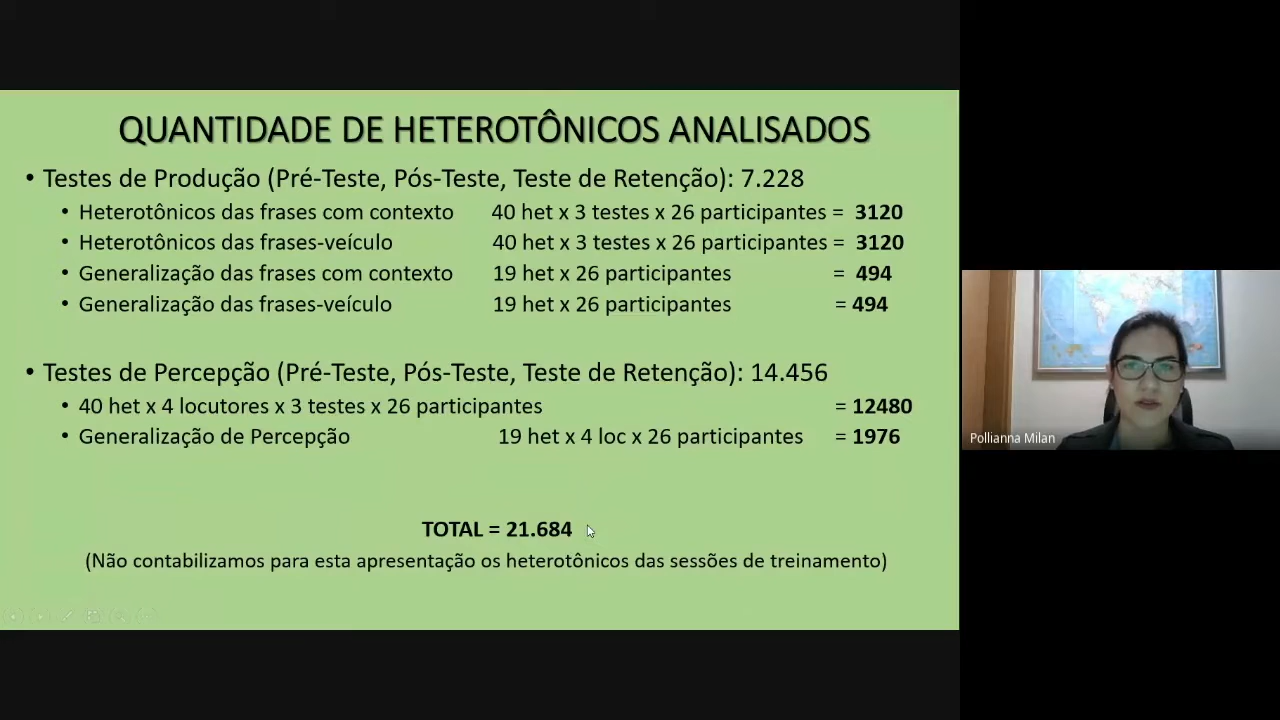 QUANTIDADE DE HETEROTÔNICOS ANALISADOS
• Testes de Produção (Pré-Teste, Pós-Teste, Teste de Retenção): 7.228
• Heterotônicos das frases com contexto 40 het x 3 testes x 26 participantes = 3120
• Heterotônicos das frases-veículo 40 het x 3 testes x 26 participantes = 3120
• Generalização das frases com contexto 19 het x 26 participantes = 494
• Generalização das frases-veículo 19 het x 26 participantes = 494
• Testes de Percepção (Pré-Teste, Pós-Teste, Teste de Retenção): 14.456
• 40 het x 4 locutores x 3 testes x 26 participantes = 12480
• Generalização de Percepção 19 het x 4 loc x 26 participantes = 1976
TOTAL = 21.684
(Não contabilizamos para esta apresentação os heterotônicos das sessões de treinamento)
Pollianna Milan